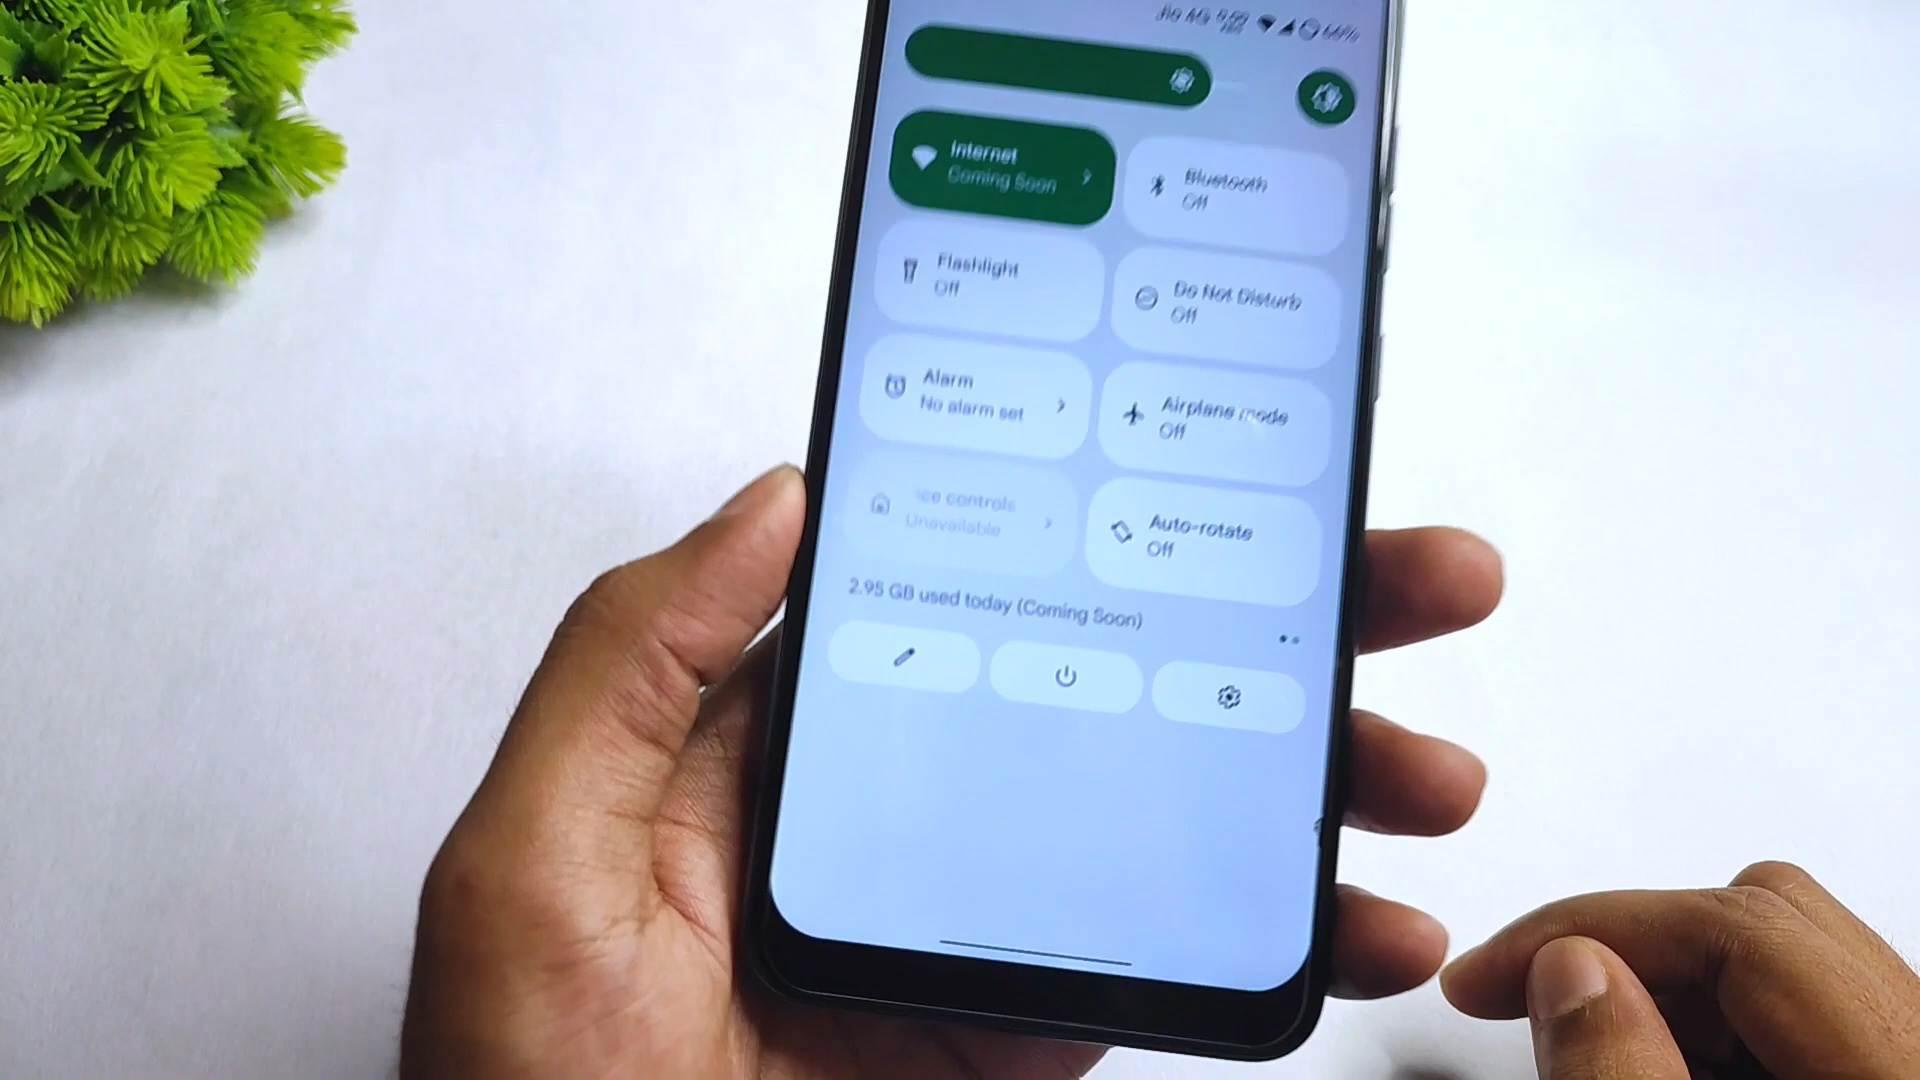 Jio 4G 66%
Internet
Coming Soon
Bluetooth
Off
Flashlight
Off
Do Not Disturb
Off
Alarm
No alarm set
Airplane mode
Off
ice controls
Unavailable
Auto-rotate
Off
2.95 GB used today (Coming Soon)